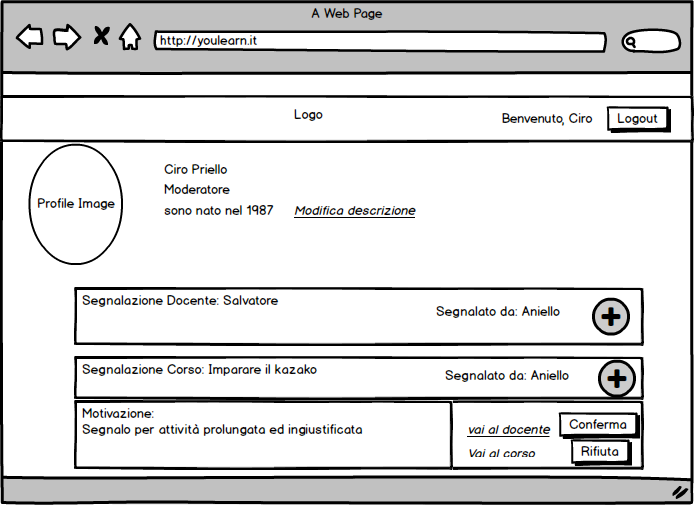 A Web Page
http://youlearn.it
Logo
Benvenuto, Ciro
Logout
Profile Image
Ciro Priello
Moderatore
sono nato nel 1987
Modifica descrizione
Segnalazione Docente: Salvatore
Segnalato da: Aniello
Segnalazione Corso: Imparare il kazako
Segnalato da: Aniello
Motivazione:
Segnalo per attività prolungata ed ingiustificata
vai al docente
Conferma
Vai al corso
Rifiuta